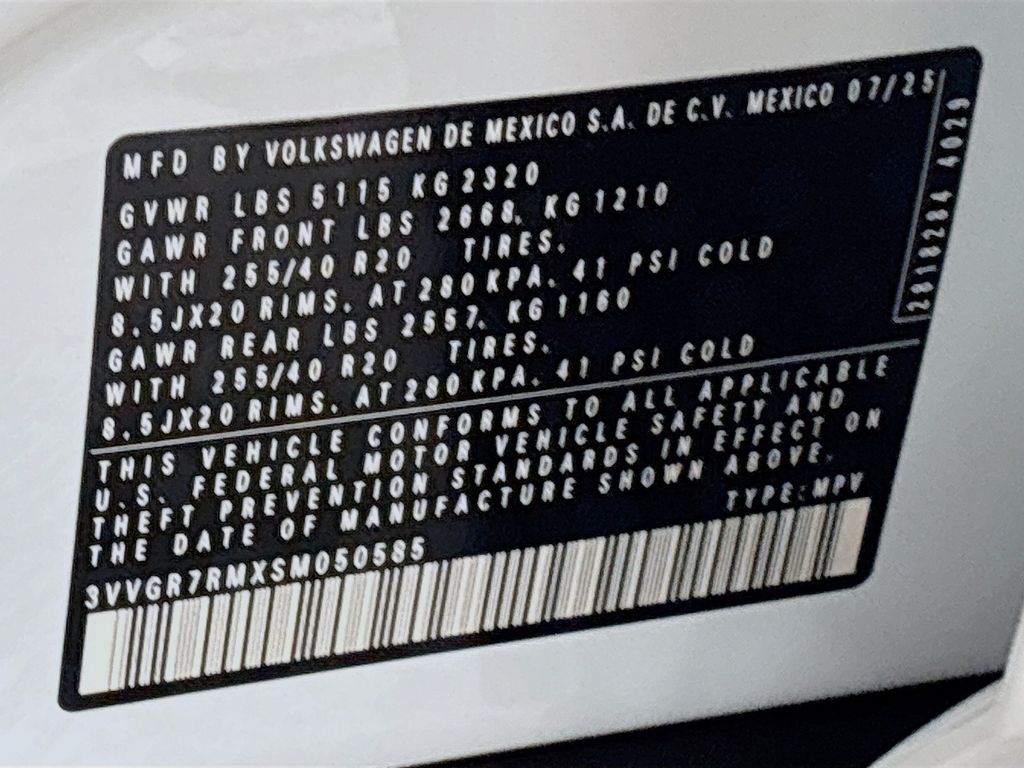 MFD BY VOLKSWAGEN DE MEXICO S.A. DE C.V. MEXICO 07/25
GVWR LBS 5115 KG 2320
GAWR FRONT LBS 2668. KG 1210
WITH 255/40 R20 TIRES.
8.5JX20 RIMS. AT 280 KPA. 41 PSI COLD
GAWR REAR LBS 2557. KG 1160
WITH 255/40 R20 TIRES.
8.5JX20 RIMS. AT 280 KPA. 41 PSI COLD
2818284 4029
THIS VEHICLE CONFORMS TO ALL APPLICABLE
U.S. FEDERAL MOTOR VEHICLE SAFETY AND
THEFT PREVENTION STANDARDS IN EFFECT ON
THE DATE OF MANUFACTURE SHOWN ABOVE.
TYPE:MPV
3VVGR7RMXSM050585